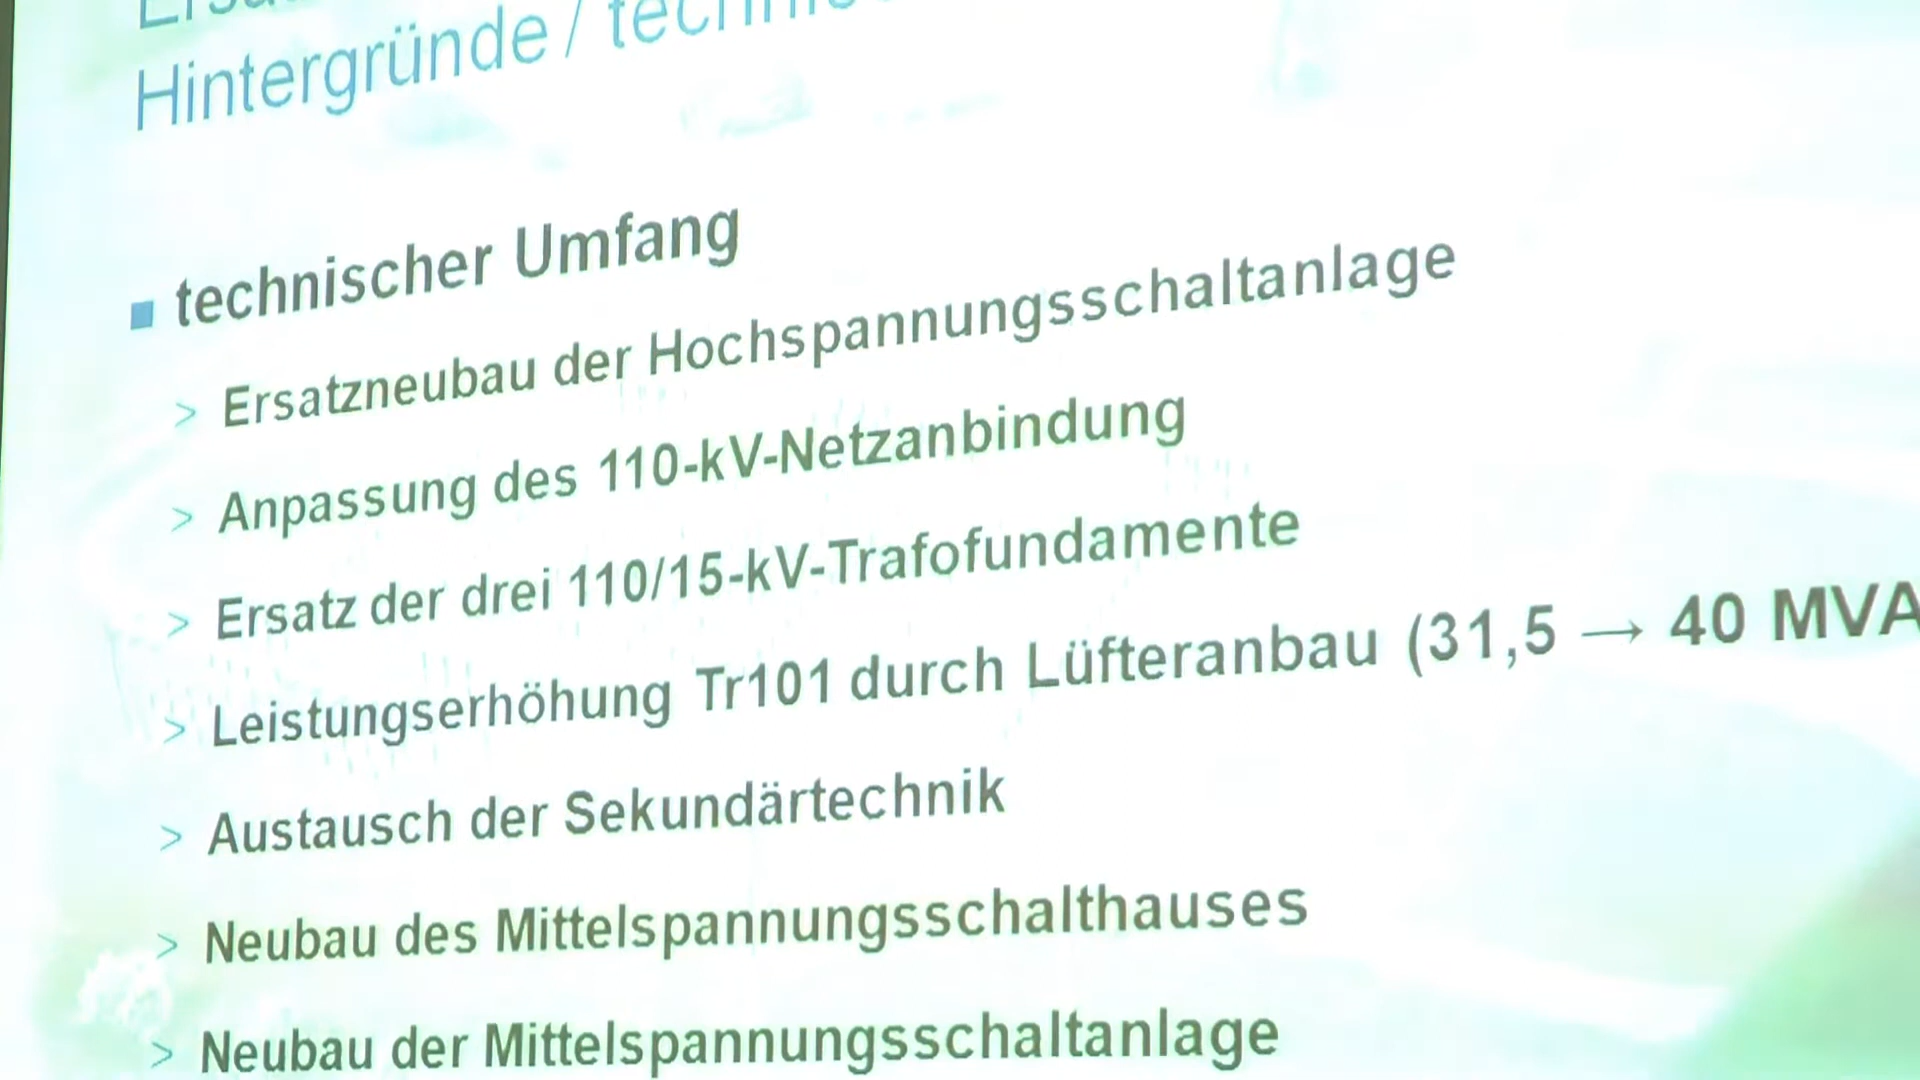 Hintergründe /
technischer Umfang
> Ersatzneubau der Hochspannungsschaltanlage
> Anpassung des 110-kV-Netzanbindung
> Ersatz der drei 110/15-kV-Trafofundamente
> Leistungserhöhung Tr101 durch Lüfteranbau (31,5 → 40 MVA
> Austausch der Sekundärtechnik
> Neubau des Mittelspannungsschalthauses
> Neubau der Mittelspannungsschaltanlage